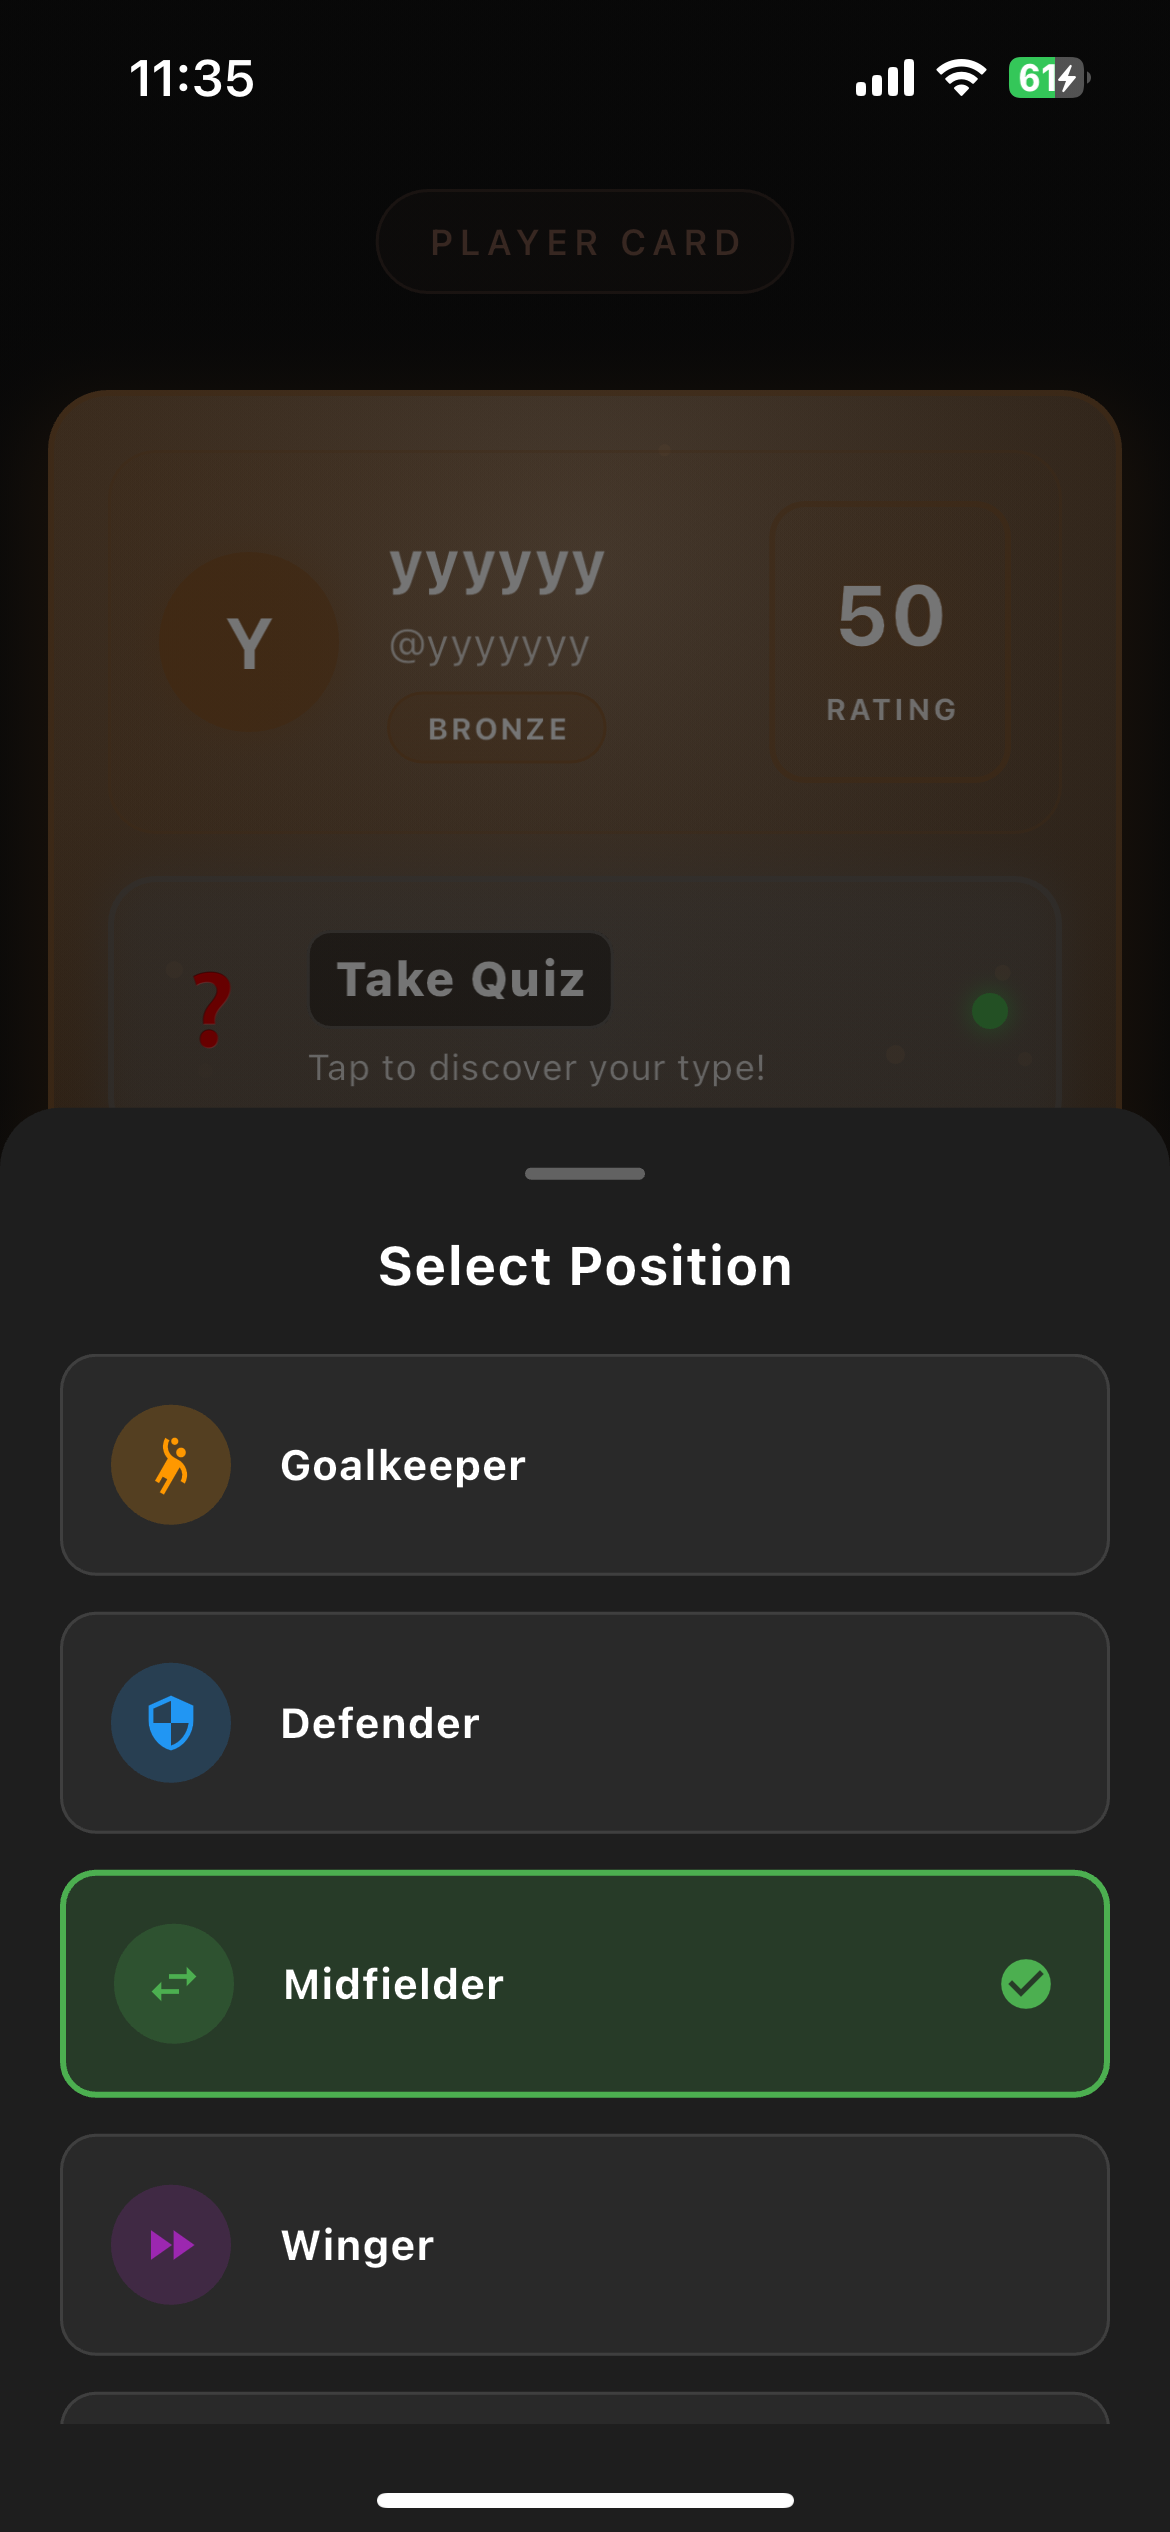 11:35
61
PLAYER CARD
Y
yyyyyy
@yyyyyyy
BRONZE
50
RATING
?
Take Quiz
Tap to discover your type!
Select Position
Goalkeeper
Defender
Midfielder
Winger